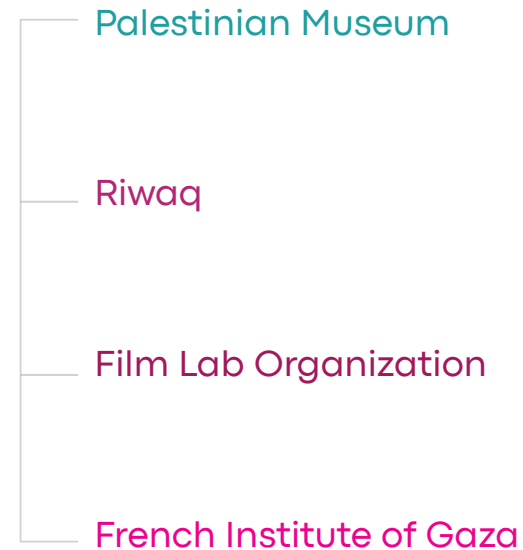 Palestinian Museum
Riwaq
Film Lab Organization
French Institute of Gaza